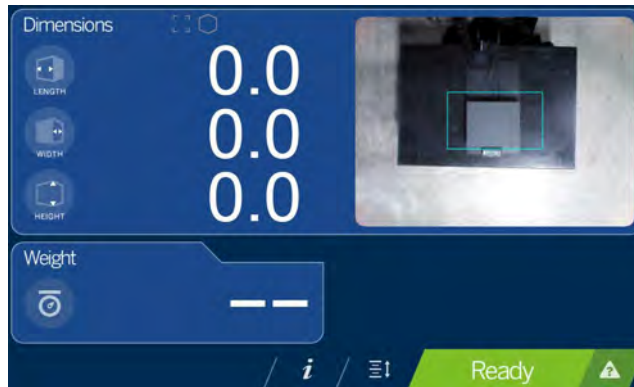 Dimensions
LENGTH
0.0
WIDTH
0.0
HEIGHT
0.0
Weight
––
i
Ready
?